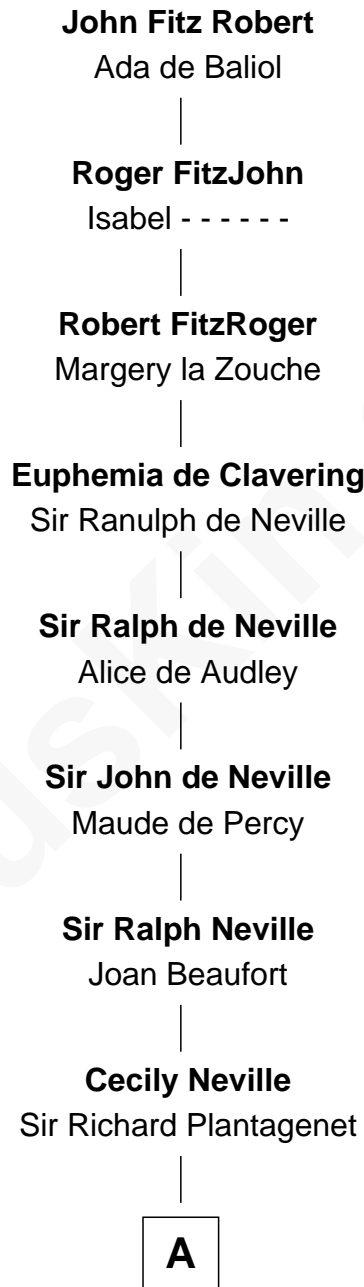 John Fitz Robert
Ada de Baliol
Roger FitzJohn
Isabel - - - - - -
Robert FitzRoger
Margery la Zouche
Euphemia de Clavering
Sir Ranulph de Neville
Sir Ralph de Neville
Alice de Audley
Sir John de Neville
Maude de Percy
Sir Ralph Neville
Joan Beaufort
Cecily Neville
Sir Richard Plantagenet
A